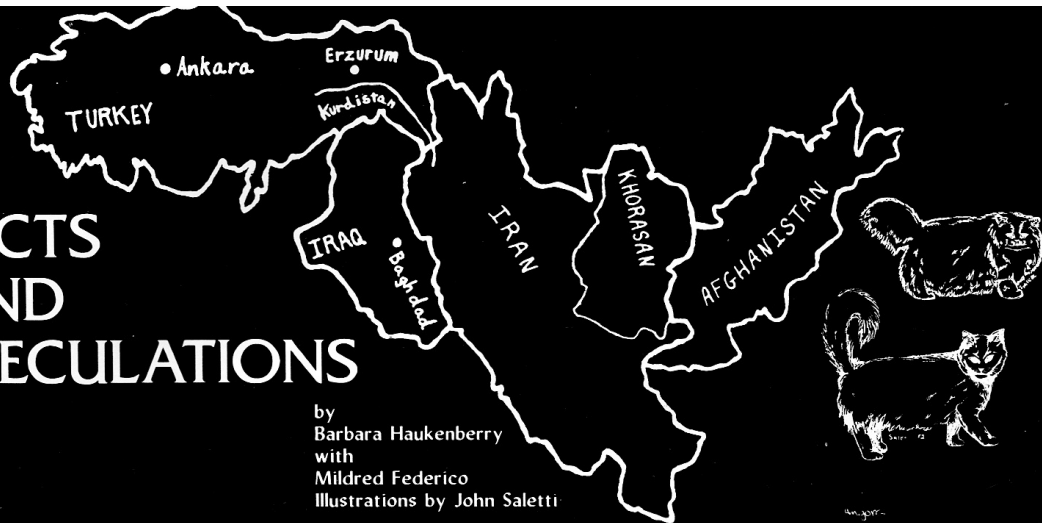 Ankara
Erzurum
TURKEY
Kurdistan
IRAQ
Baghdad
IRAN
KHORASAN
AFGHANISTAN
CTS
ND
ECULATIONS
by
Barbara Haukenberry
with
Mildred Federico
Illustrations by John Saletti